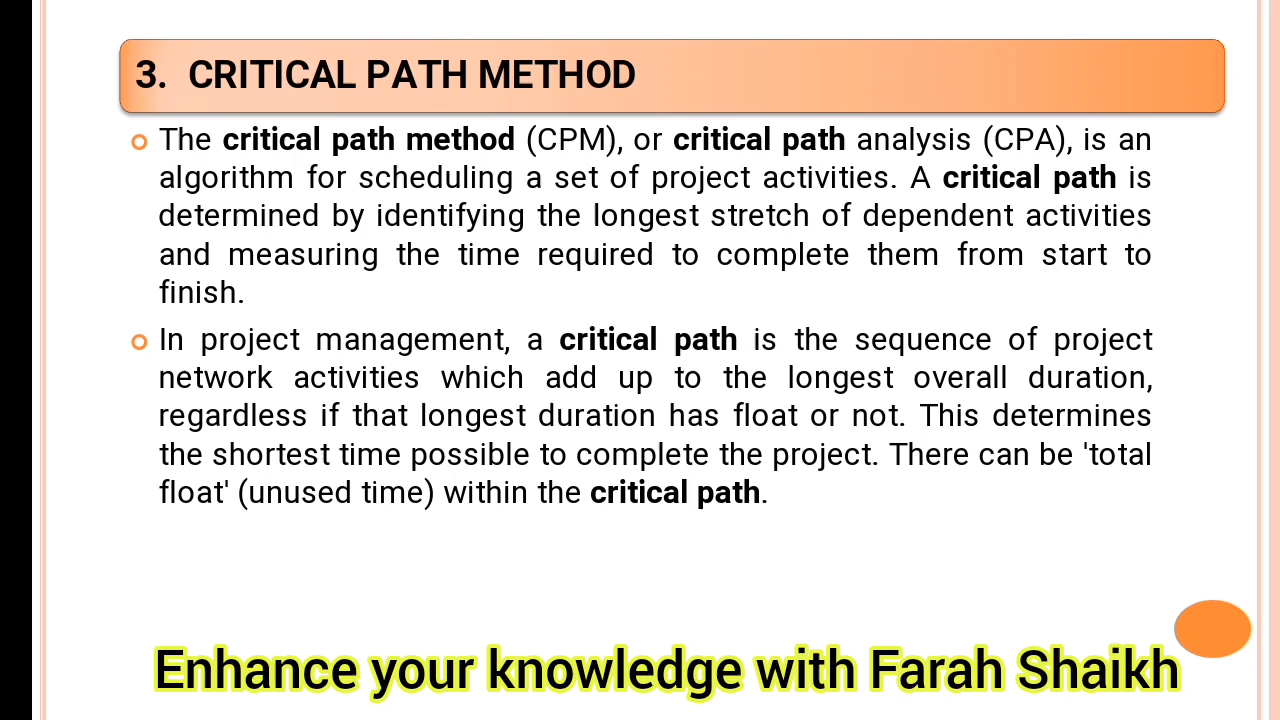 3. CRITICAL PATH METHOD
The critical path method (CPM), or critical path analysis (CPA), is an
algorithm for scheduling a set of project activities. A critical path is
determined by identifying the longest stretch of dependent activities
and measuring the time required to complete them from start to
finish.
In project management, a critical path is the sequence of project
network activities which add up to the longest overall duration,
regardless if that longest duration has float or not. This determines
the shortest time possible to complete the project. There can be 'total
float' (unused time) within the critical path.
Enhance your knowledge with Farah Shaikh